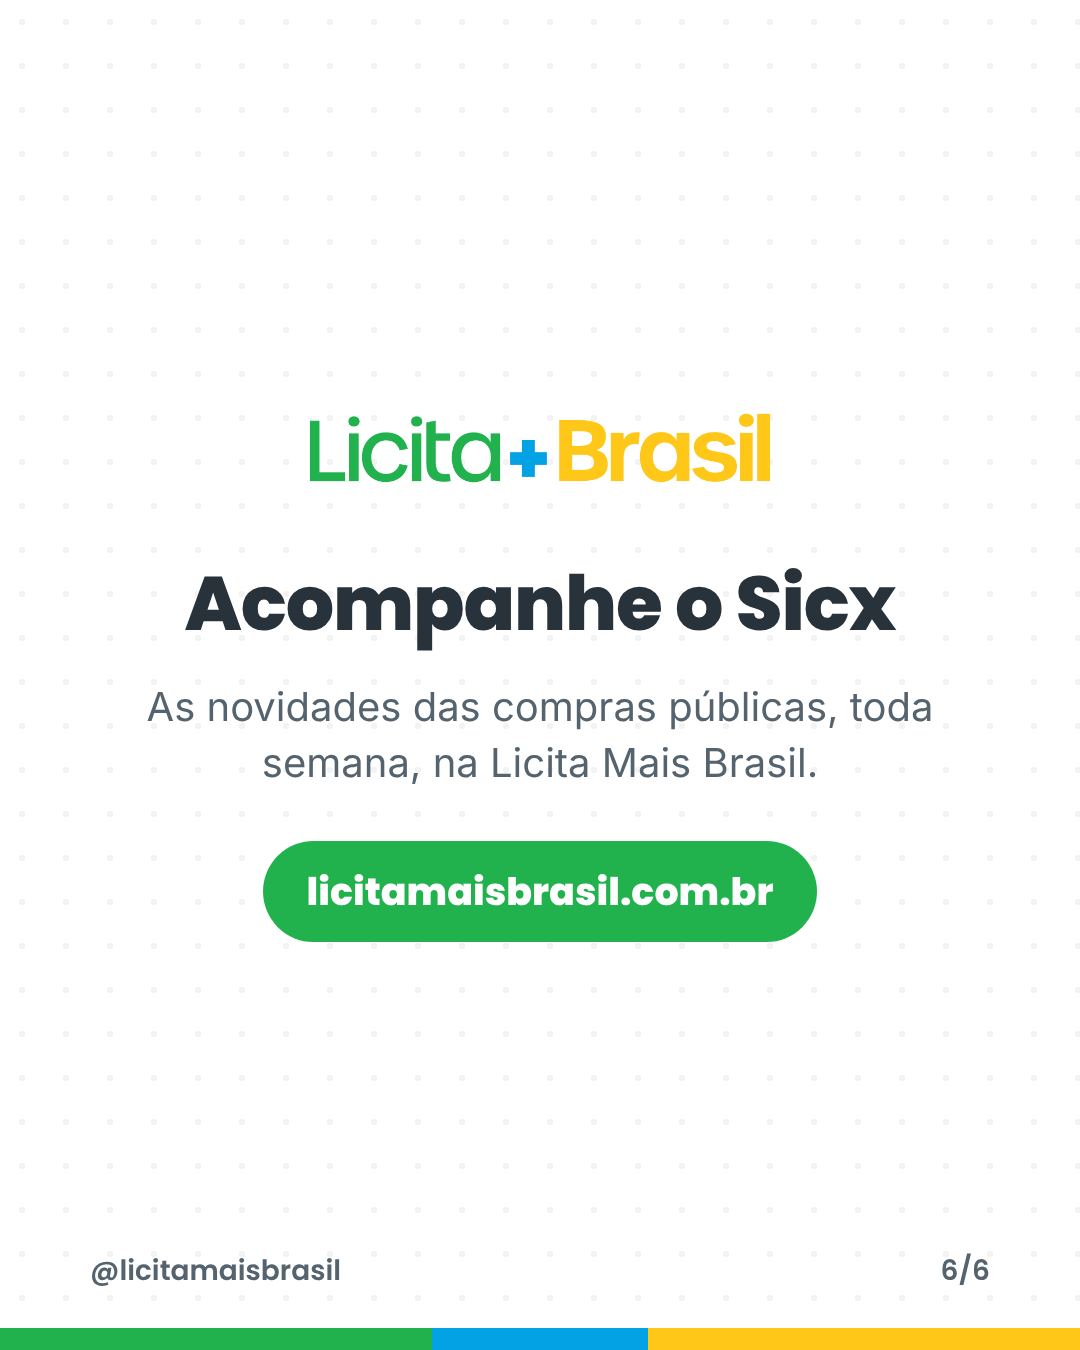 Licita+Brasil
Acompanhe o Sicx
As novidades das compras públicas, toda
semana, na Licita Mais Brasil.
licitamaisbrasil.com.br
@licitamaisbrasil
6/6